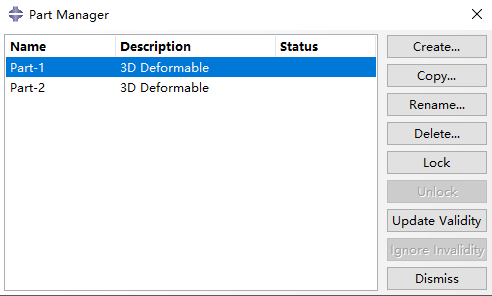 Part Manager
Name Description Status
Part-1 3D Deformable
Part-2 3D Deformable
Create...
Copy...
Rename...
Delete...
Lock
Unlock
Update Validity
Ignore Invalidity
Dismiss